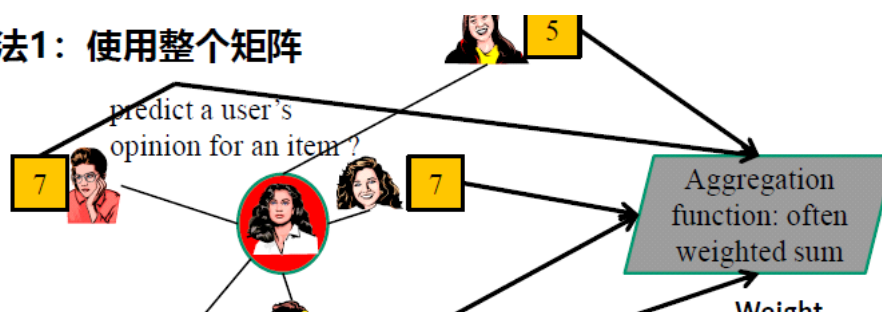 法1：使用整个矩阵
5
predict a user's
opinion for an item ?
7
7
Aggregation
function: often
weighted sum
Weight